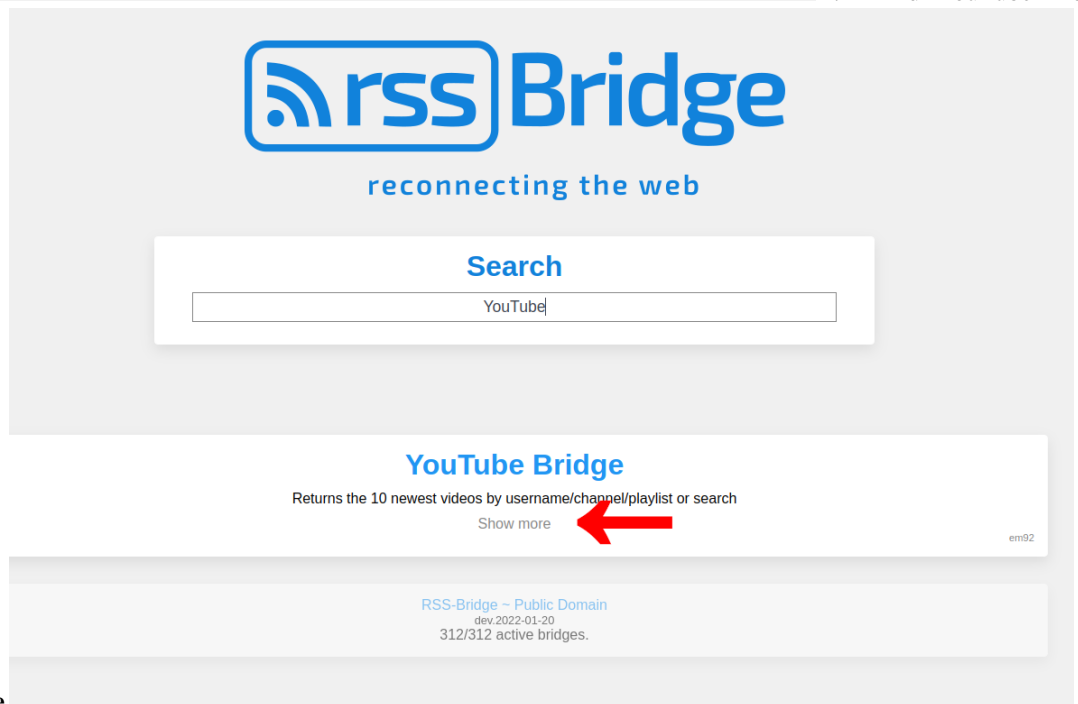 rss Bridge
reconnecting the web
Search
YouTube
YouTube Bridge
Returns the 10 newest videos by username/channel/playlist or search
Show more
em92
RSS-Bridge ~ Public Domain
dev.2022-01-20
312/312 active bridges.